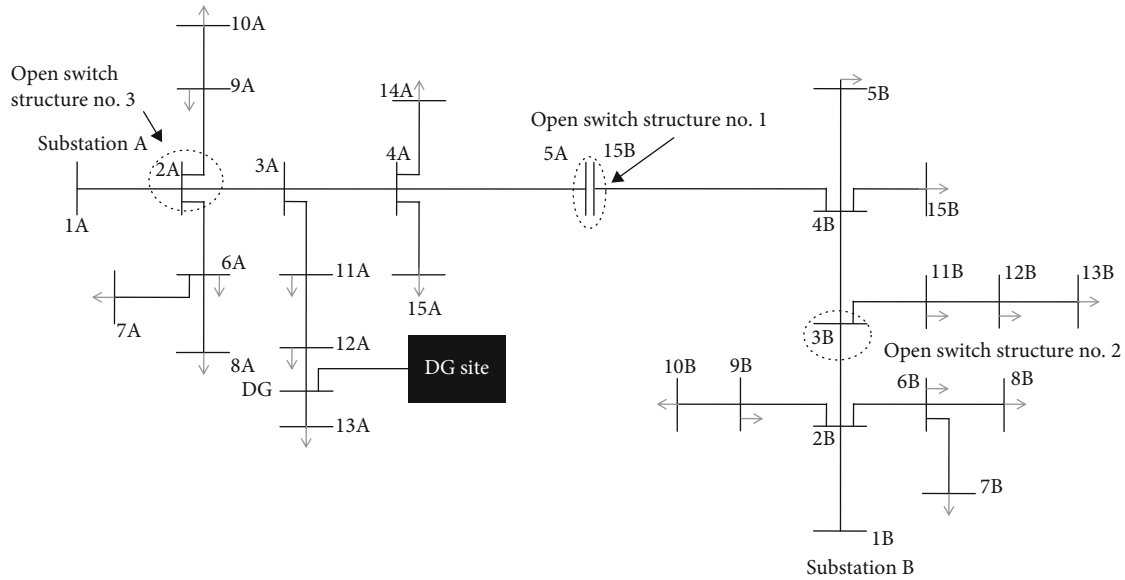 10A
Open switch
structure no. 3
9A
14A
5B
Substation A
Open switch structure no. 1
2A
3A
4A
5A
15B
1A
4B
15B
6A
11A
15A
7A
11B
12B
13B
3B
Open switch structure no. 2
8A
12A
DG site
DG
10B
9B
6B
8B
13A
2B
7B
1B
Substation B